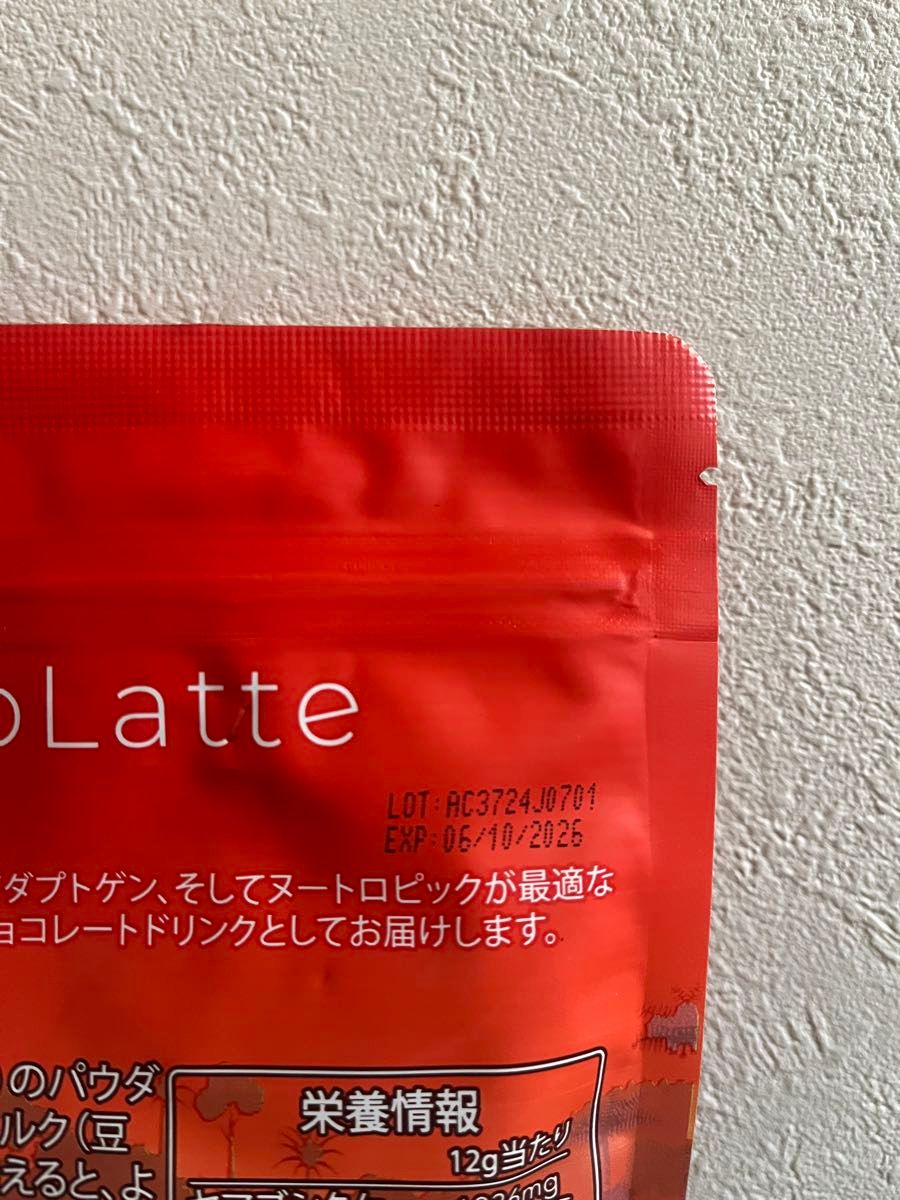 oLatte
LOT:AC3724J0701
EXP:06/10/2026
ダプトゲン、そしてヌートロピックが最適な
ョコレートドリンクとしてお届けします。
のパウダ
ルク(豆
えると、よ
栄養情報
12g当たり